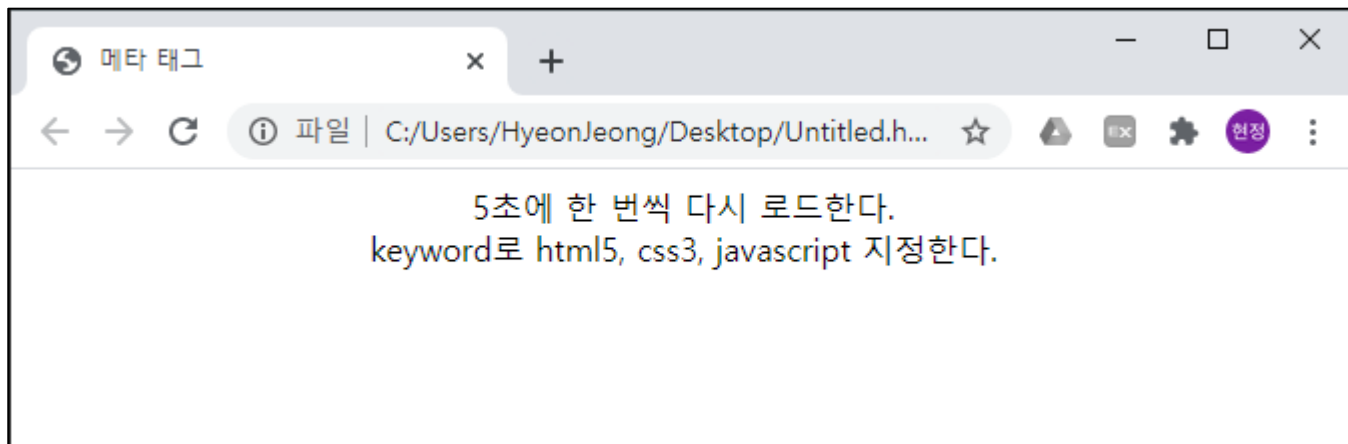 메타 태그
파일 | C:/Users/HyeonJeong/Desktop/Untitled.h...
EX
현정
5초에 한 번씩 다시 로드한다.
keyword로 html5, css3, javascript 지정한다.